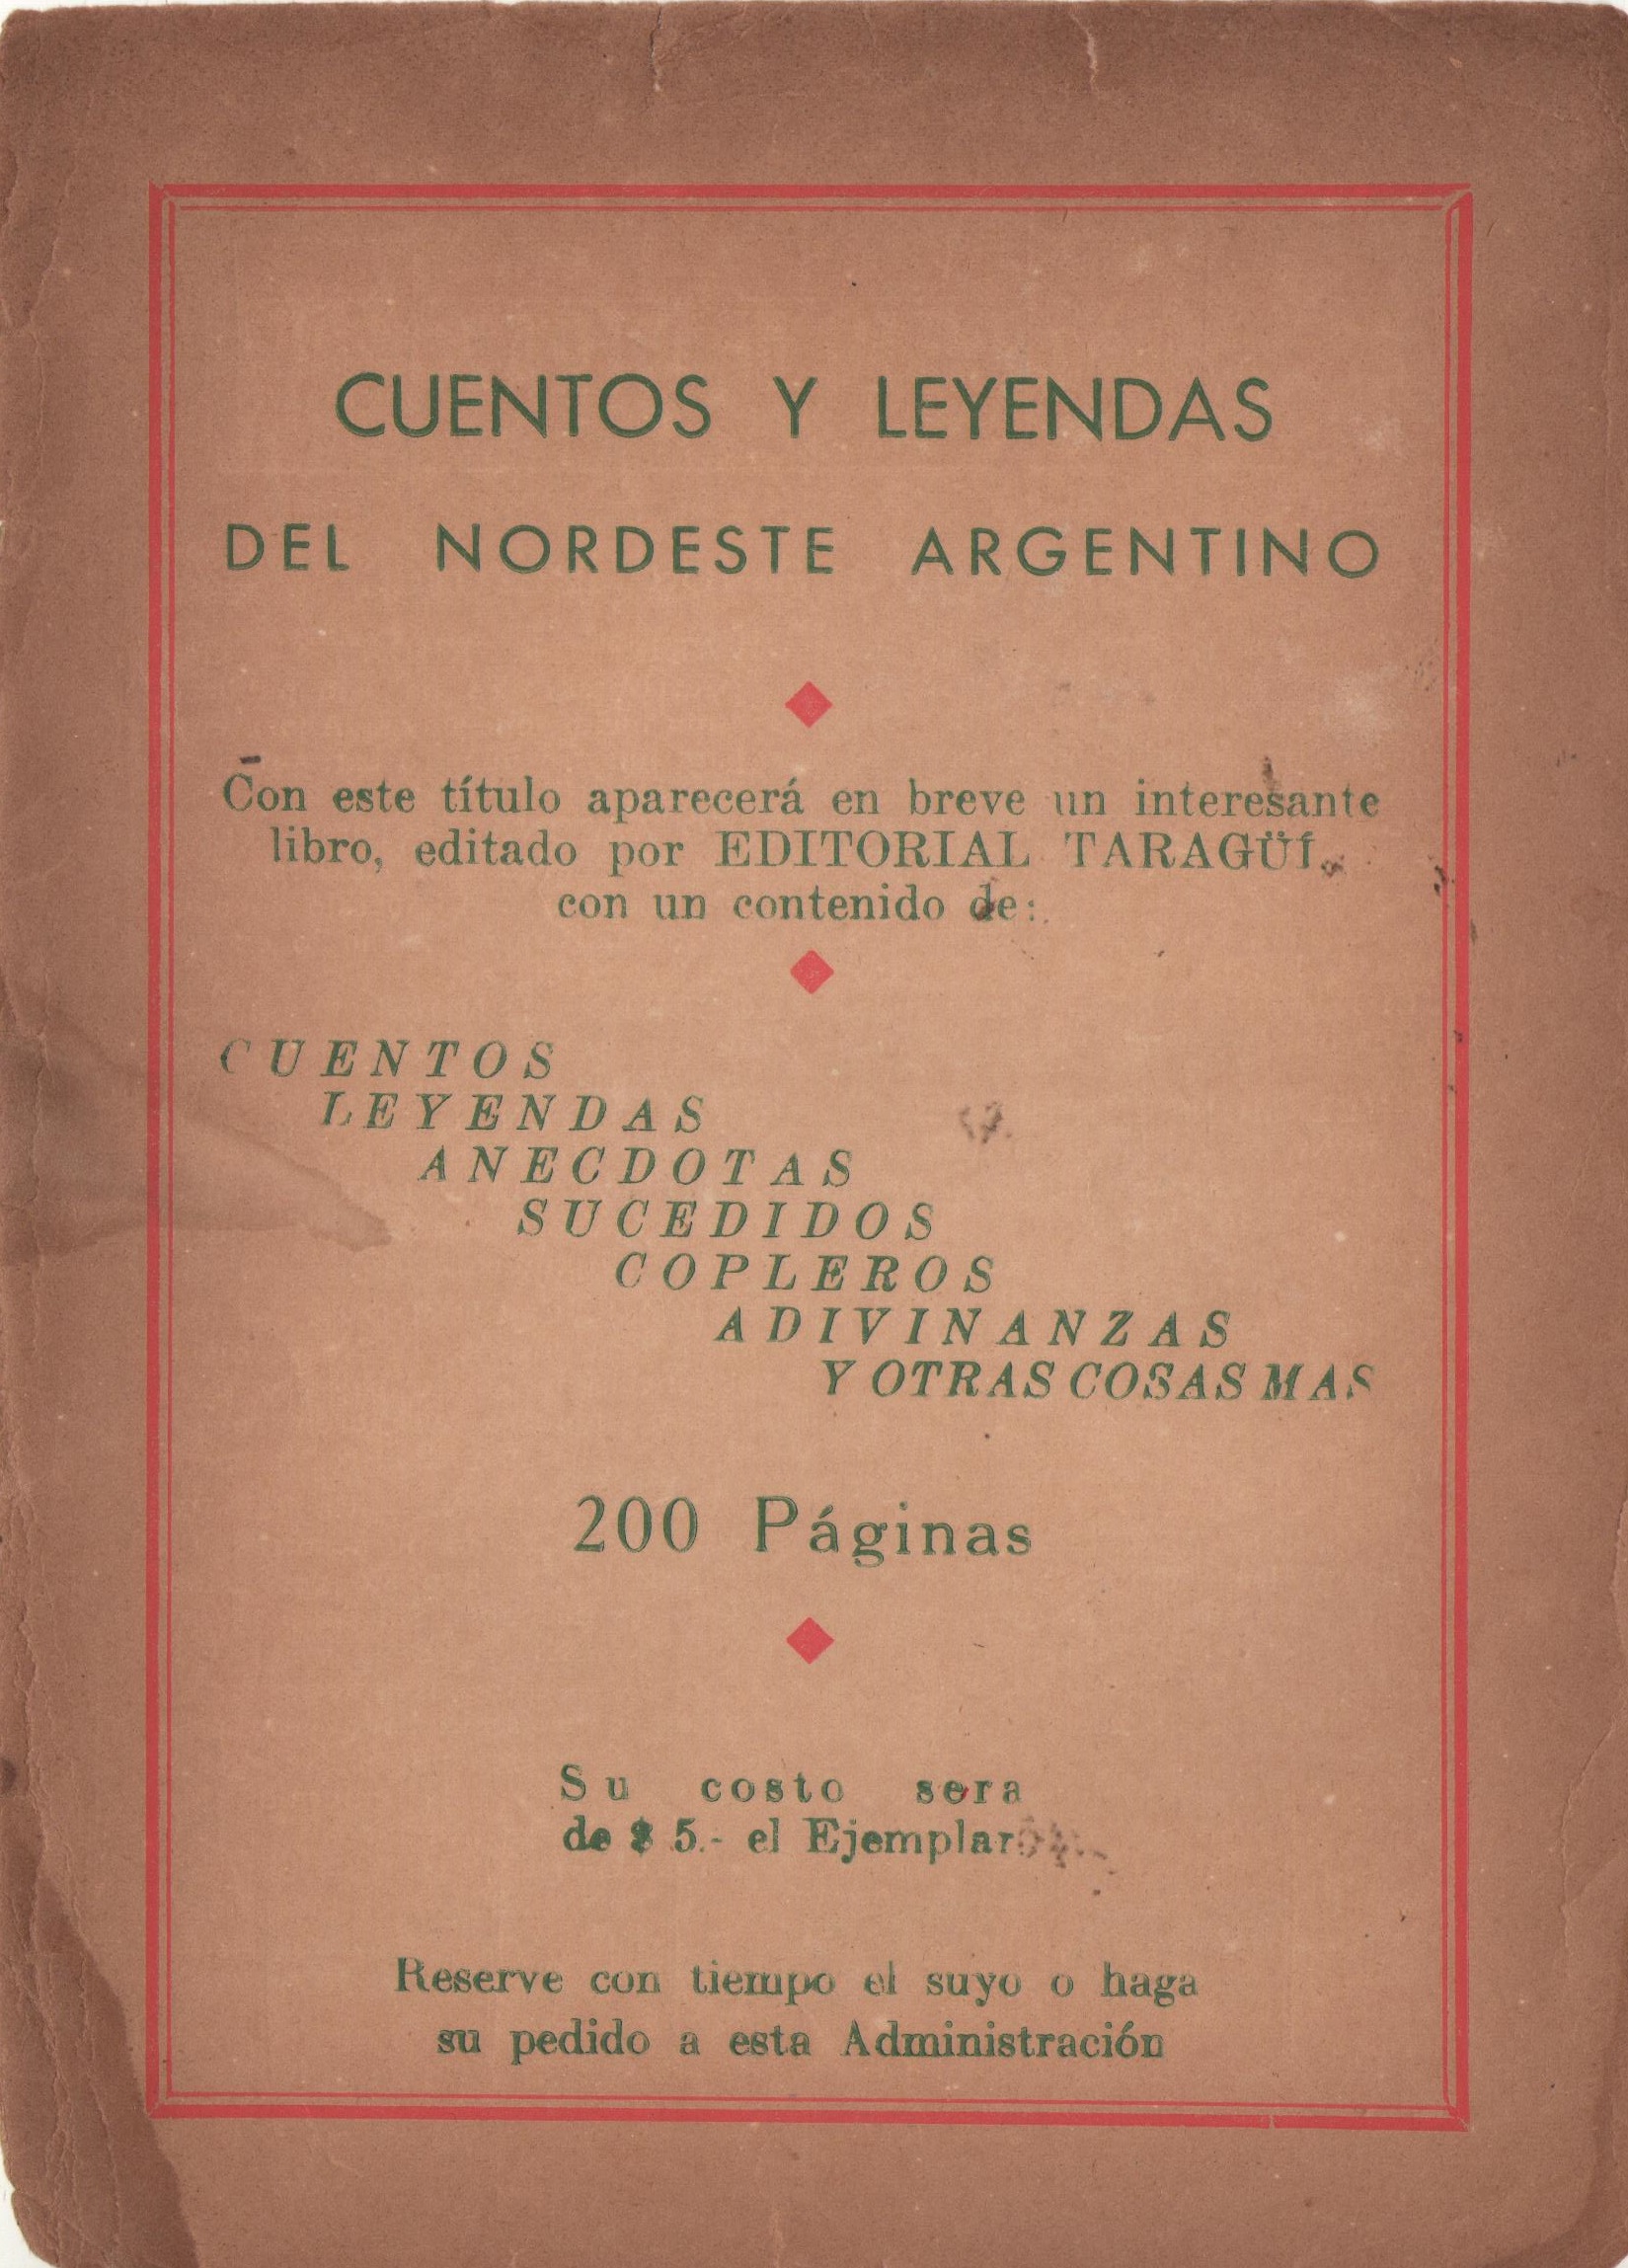 CUENTOS Y LEYENDAS
DEL NORDESTE ARGENTINO
Con este título aparecerá en breve un interesante
libro, editado por EDITORIAL TARAGÜÍ,
con un contenido de:
CUENTOS
LEYENDAS
ANECDOTAS
SUCEDIDOS
COPLEROS
ADIVINANZAS
Y OTRAS COSAS MAS
200 Páginas
Su costo sera
de $ 5.- el Ejemplar
Reserve con tiempo el suyo o haga
su pedido a esta Administración